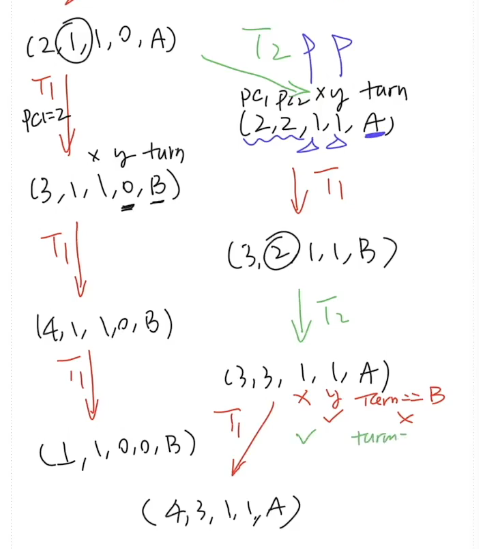 (2, 1, 1, 0, A)
T2 P P
T1
PC1=2
PC1 PC2 x y turn
(2, 2, 1, 1, A)
x y turn
(3, 1, 1, 0, B)
T1
(3, 2, 1, 1, B)
T1
T2
(4, 1, 1, 0, B)
(3, 3, 1, 1, A)
T1
x y Turn == B
✓ ×
T1
✓ turn=
(1, 1, 0, 0, B)
(4, 3, 1, 1, A)